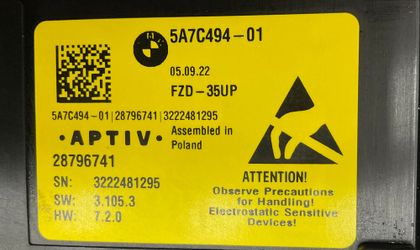 BMW
5A7C494-01
05.09.22
FZD-35UP
5A7C494-01|28796741|3222481295
• APTIV •
Assembled in
Poland
28796741
SN: 3222481295
SW: 3.105.3
HW: 7.2.0
ATTENTION!
Observe Precautions
for Handling!
Electrostatic Sensitive
Devices!